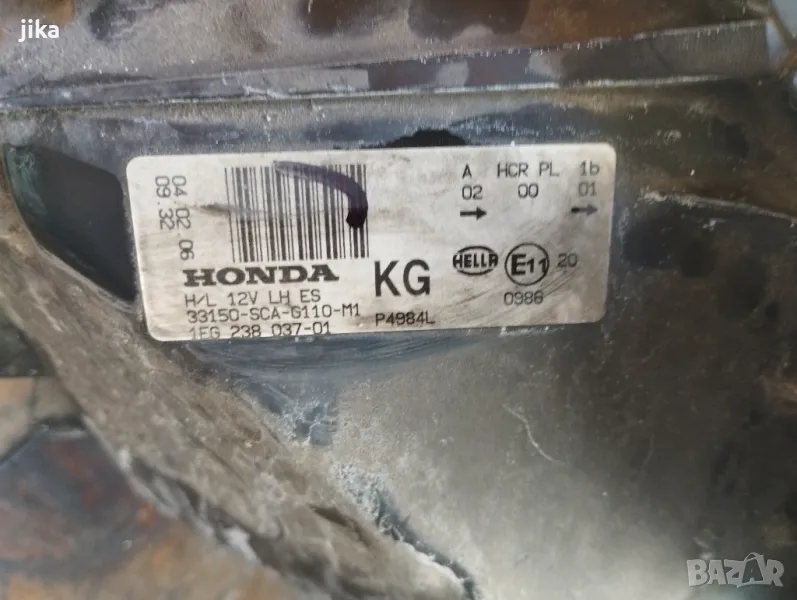 jika
04.02.06
09.32
A HCR PL 1b
02 00 01
HONDA
H/L 12V LH ES
33150-SCA-G110-M1
1EG 238 037-01
KG
P4984L
HELLA
E11 20
0986
BAZAR